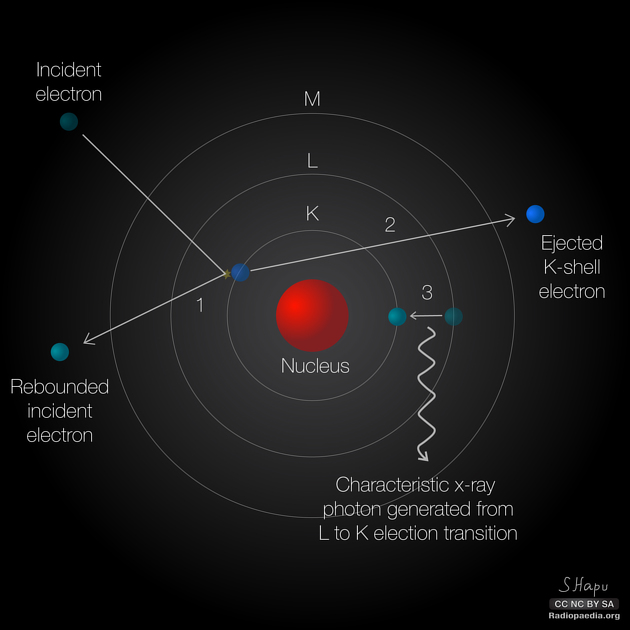 Incident
electron
M
L
K
2
Ejected
K-shell
electron
3
1
Nucleus
Rebounded
incident
electron
Characteristic x-ray
photon generated from
L to K election transition
S.Hapu
CC NC BY SA
Radiopaedia.org